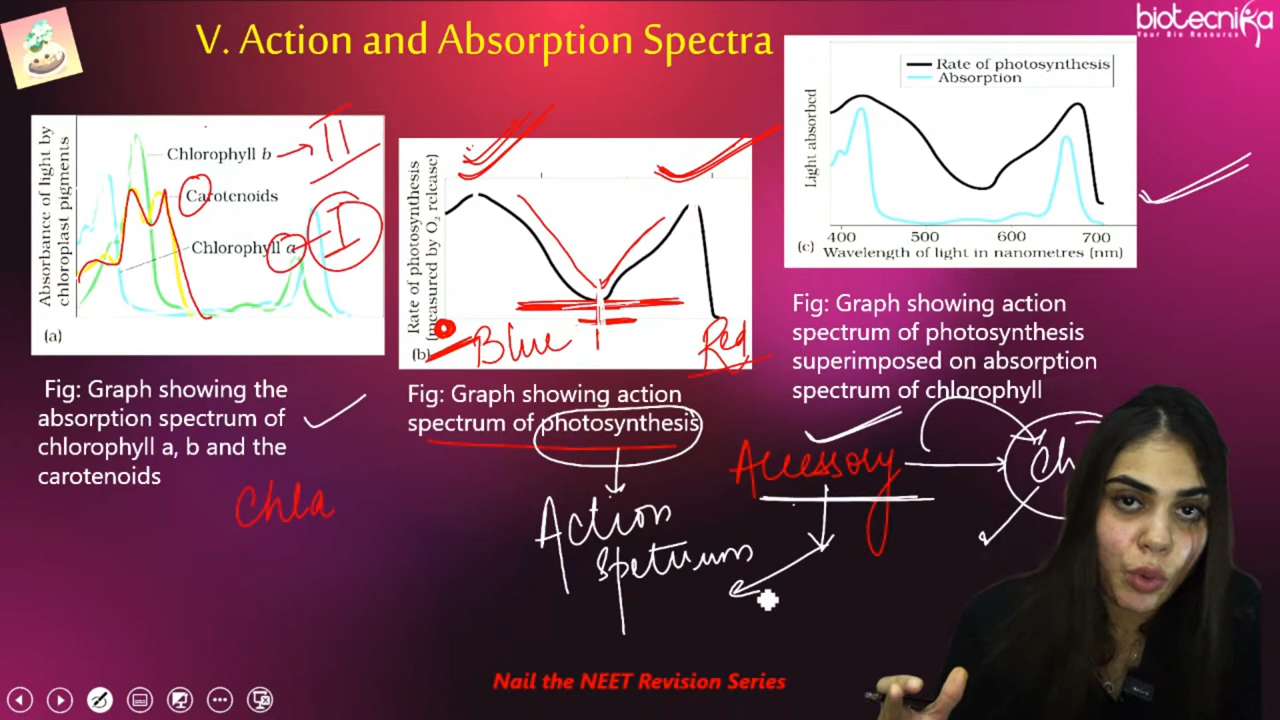 V. Action and Absorption Spectra
biotecnika
Your Bio Resource!
Absorbance of light by
chloroplast pigments
Chlorophyll b
II
Carotenoids
Chlorophyll a
I
(a)
Fig: Graph showing the
absorption spectrum of
chlorophyll a, b and the
carotenoids
Chla
Rate of photosynthesis
(measured by O2 release)
(b)
Blue
Red
Fig: Graph showing action
spectrum of photosynthesis
Action
Spetrum
Light absorbed
Rate of photosynthesis
Absorption
(c)
400 500 600 700
Wavelength of light in nanometres (nm)
Fig: Graph showing action
spectrum of photosynthesis
superimposed on absorption
spectrum of chlorophyll
Accessory
Ch
Nail the NEET Revision Series